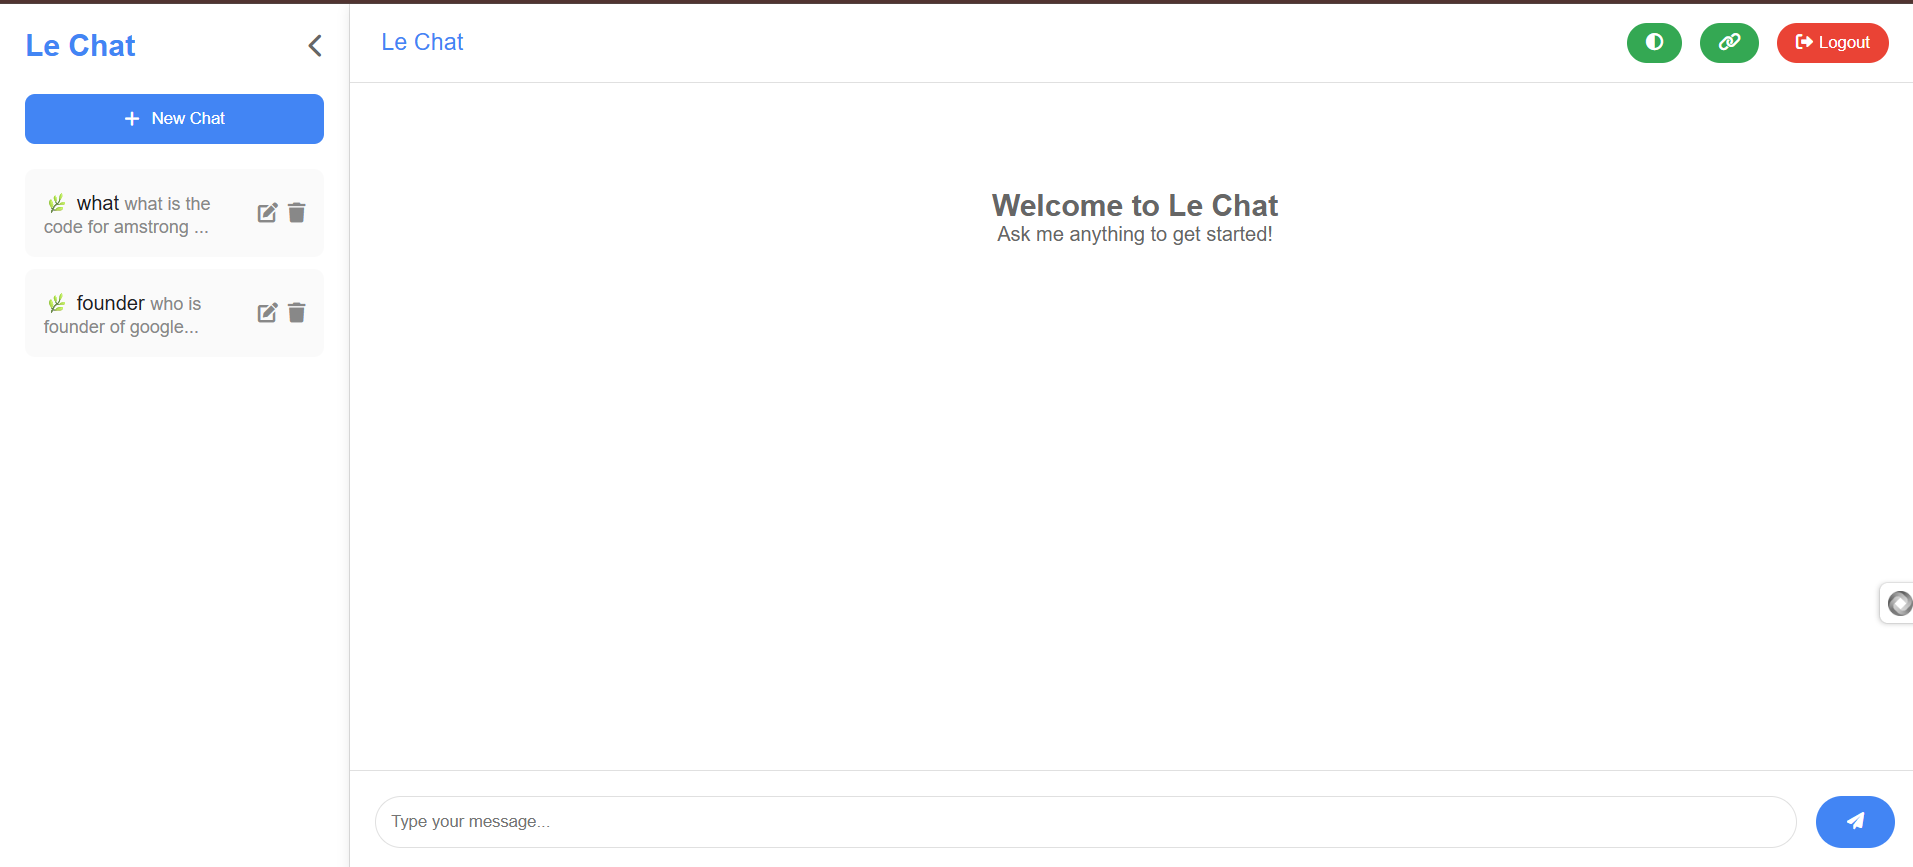 Le Chat
New Chat
what what is the
code for amstrong ...
founder who is
founder of google...
Le Chat
Logout
Welcome to Le Chat
Ask me anything to get started!
Type your message...